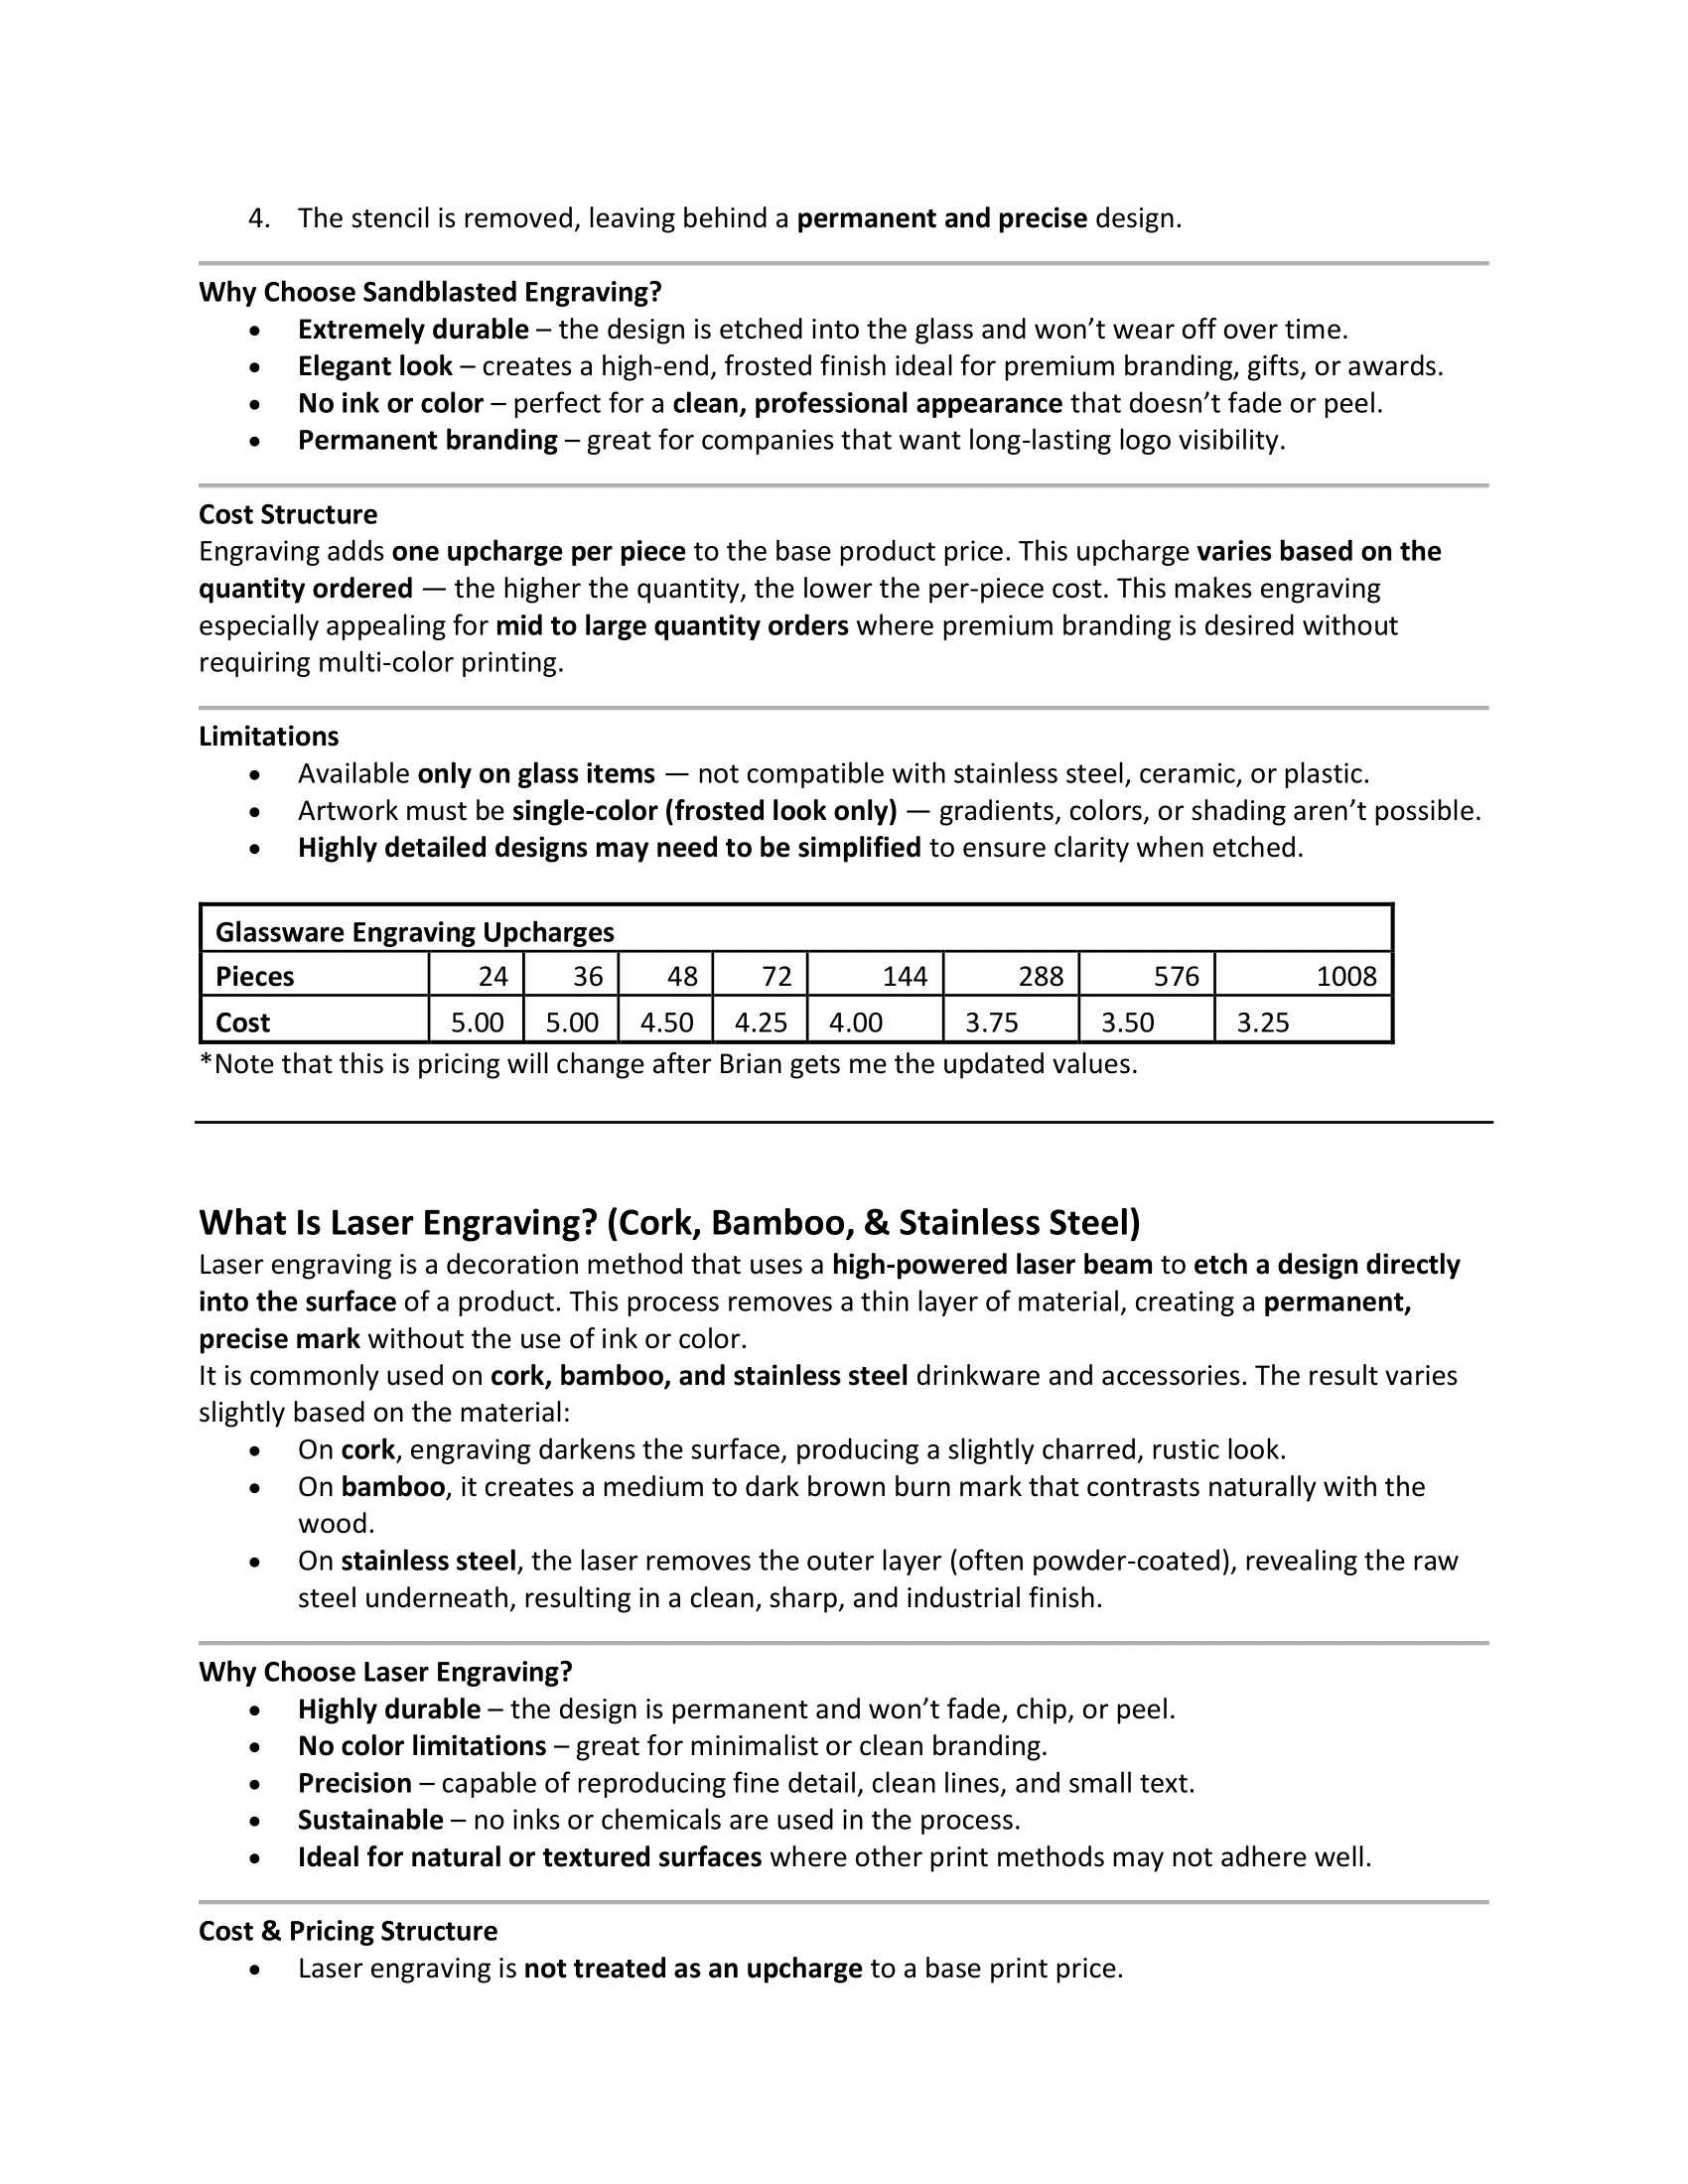 4. The stencil is removed, leaving behind a permanent and precise design.
Why Choose Sandblasted Engraving?
• Extremely durable – the design is etched into the glass and won’t wear off over time.
• Elegant look – creates a high-end, frosted finish ideal for premium branding, gifts, or awards.
• No ink or color – perfect for a clean, professional appearance that doesn’t fade or peel.
• Permanent branding – great for companies that want long-lasting logo visibility.
Cost Structure
Engraving adds one upcharge per piece to the base product price. This upcharge varies based on the
quantity ordered — the higher the quantity, the lower the per-piece cost. This makes engraving
especially appealing for mid to large quantity orders where premium branding is desired without
requiring multi-color printing.
Limitations
• Available only on glass items — not compatible with stainless steel, ceramic, or plastic.
• Artwork must be single-color (frosted look only) — gradients, colors, or shading aren’t possible.
• Highly detailed designs may need to be simplified to ensure clarity when etched.
Glassware Engraving Upcharges
Pieces 24 36 48 72 144 288 576 1008
Cost 5.00 5.00 4.50 4.25 4.00 3.75 3.50 3.25
*Note that this is pricing will change after Brian gets me the updated values.
What Is Laser Engraving? (Cork, Bamboo, & Stainless Steel)
Laser engraving is a decoration method that uses a high-powered laser beam to etch a design directly
into the surface of a product. This process removes a thin layer of material, creating a permanent,
precise mark without the use of ink or color.
It is commonly used on cork, bamboo, and stainless steel drinkware and accessories. The result varies
slightly based on the material:
• On cork, engraving darkens the surface, producing a slightly charred, rustic look.
• On bamboo, it creates a medium to dark brown burn mark that contrasts naturally with the
wood.
• On stainless steel, the laser removes the outer layer (often powder-coated), revealing the raw
steel underneath, resulting in a clean, sharp, and industrial finish.
Why Choose Laser Engraving?
• Highly durable – the design is permanent and won’t fade, chip, or peel.
• No color limitations – great for minimalist or clean branding.
• Precision – capable of reproducing fine detail, clean lines, and small text.
• Sustainable – no inks or chemicals are used in the process.
• Ideal for natural or textured surfaces where other print methods may not adhere well.
Cost & Pricing Structure
• Laser engraving is not treated as an upcharge to a base print price.